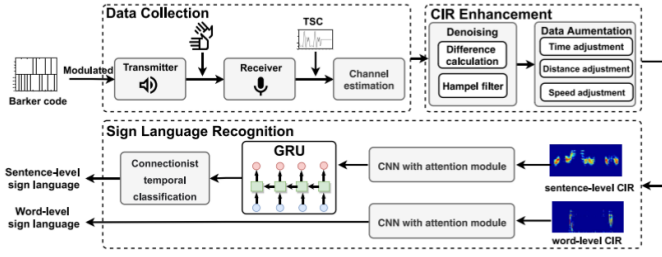 Data Collection
CIR Enhancement
TSC
Denoising
Data Aumentation
Barker code
Modulated
Transmitter
Receiver
Channel
estimation
Difference
calculation
Hampel filter
Time adjustment
Distance adjustment
Speed adjustment
Sign Language Recognition
Sentence-level
sign language
Connectionist
temporal
classification
GRU
CNN with attention module
sentence-level CIR
Word-level
sign language
CNN with attention module
word-level CIR